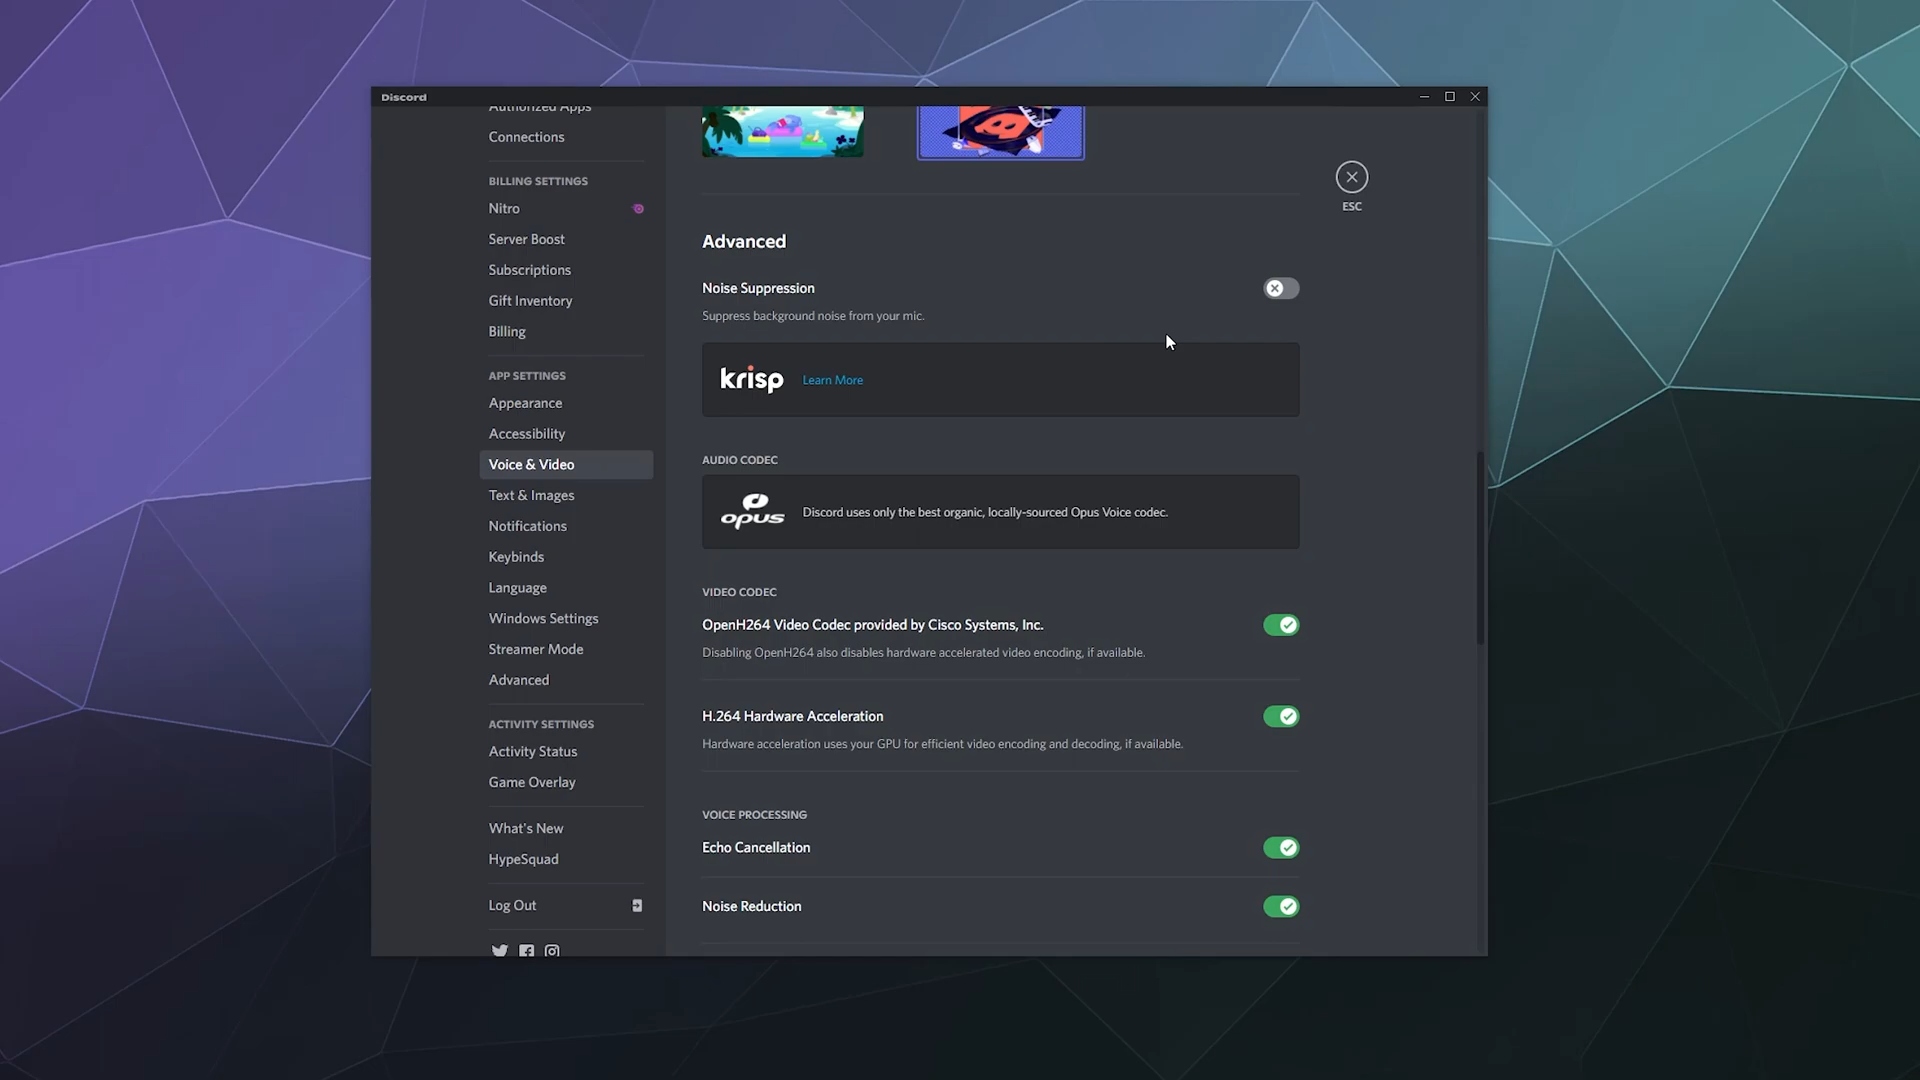 Discord
Authorized Apps
Connections
BILLING SETTINGS
Nitro
Server Boost
Subscriptions
Gift Inventory
Billing
APP SETTINGS
Appearance
Accessibility
Voice & Video
Text & Images
Notifications
Keybinds
Language
Windows Settings
Streamer Mode
Advanced
ACTIVITY SETTINGS
Activity Status
Game Overlay
What's New
HypeSquad
Log Out
ESC
Advanced
Noise Suppression
Suppress background noise from your mic.
krisp Learn More
AUDIO CODEC
opus Discord uses only the best organic, locally-sourced Opus Voice codec.
VIDEO CODEC
OpenH264 Video Codec provided by Cisco Systems, Inc.
Disabling OpenH264 also disables hardware accelerated video encoding, if available.
H.264 Hardware Acceleration
Hardware acceleration uses your GPU for efficient video encoding and decoding, if available.
VOICE PROCESSING
Echo Cancellation
Noise Reduction